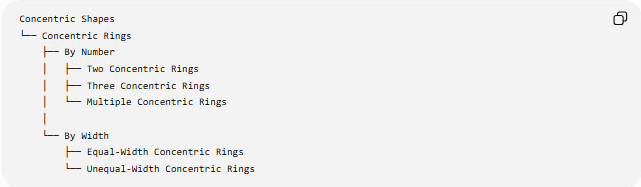 Concentric Shapes
└── Concentric Rings
    ├── By Number
    │   ├── Two Concentric Rings
    │   ├── Three Concentric Rings
    │   └── Multiple Concentric Rings
    │
    └── By Width
        ├── Equal-Width Concentric Rings
        └── Unequal-Width Concentric Rings